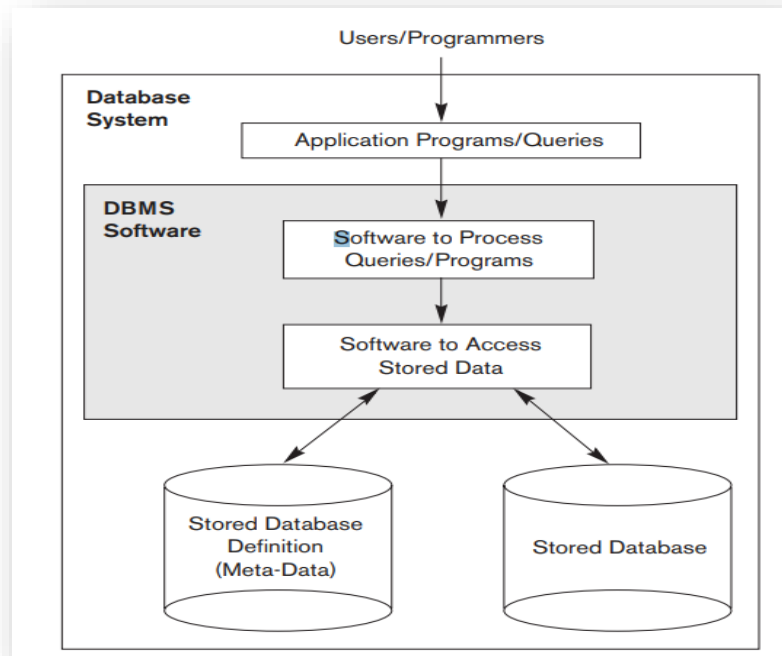 Users/Programmers
Database
System
Application Programs/Queries
DBMS
Software
Software to Process
Queries/Programs
Software to Access
Stored Data
Stored Database
Definition
(Meta-Data)
Stored Database